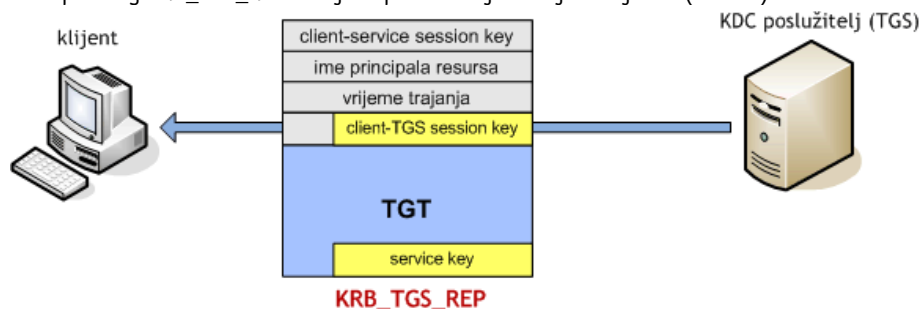 klijent
KDC poslužitelj (TGS)
client-service session key
ime principala resursa
vrijeme trajanja
client-TGS session key
TGT
service key
KRB_TGS_REP